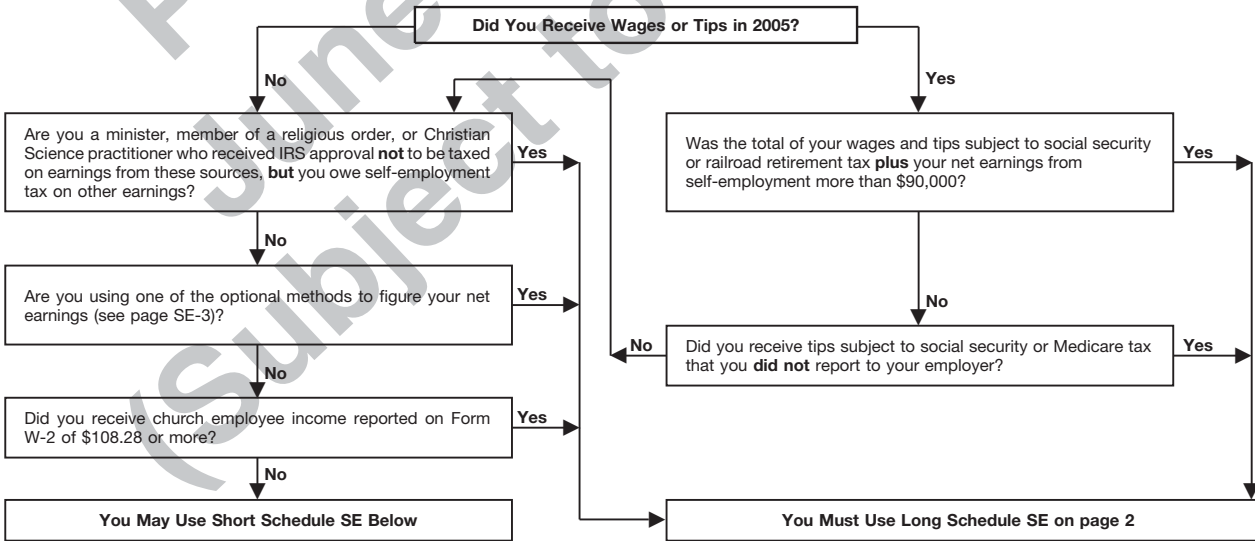 Did You Receive Wages or Tips in 2005?
No
Yes
Are you a minister, member of a religious order, or Christian
Science practitioner who received IRS approval not to be taxed
on earnings from these sources, but you owe self-employment
tax on other earnings?
Yes
Was the total of your wages and tips subject to social security
or railroad retirement tax plus your net earnings from
self-employment more than $90,000?
Yes
No
Are you using one of the optional methods to figure your net
earnings (see page SE-3)?
Yes
No
No
Did you receive tips subject to social security or Medicare tax
that you did not report to your employer?
Yes
No
Did you receive church employee income reported on Form
W-2 of $108.28 or more?
Yes
No
You May Use Short Schedule SE Below
You Must Use Long Schedule SE on page 2
June
(Subject to